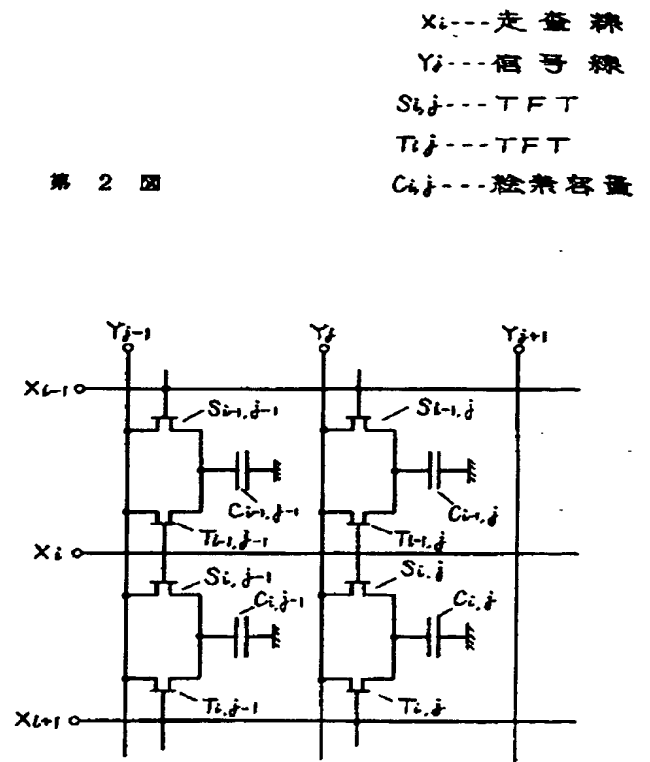 Xi---走査線
Yj---信号線
Si,j---TFT
Ti,j---TFT
第 2 図
Ci,j---絵素容量
Yj-1
Yj
Yj+1
Xi-1
Si-1,j-1
Si-1,j
Ci-1,j-1
Ci-1,j
Ti-1,j-1
Ti-1,j
Xi
Si,j-1
Si,j
Ci,j-1
Ci,j
Ti,j-1
Ti,j
Xi+1